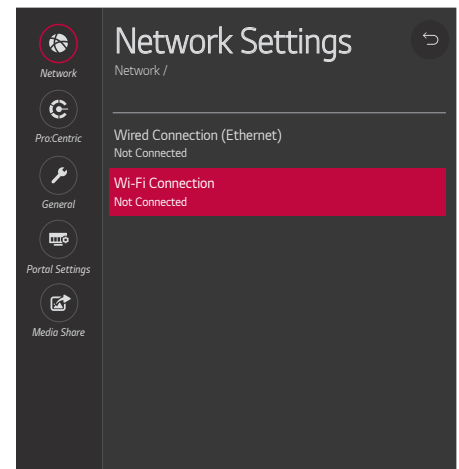 Network Settings
Network /
Wired Connection (Ethernet)
Not Connected
Wi-Fi Connection
Not Connected
Network
Pro:Centric
General
Portal Settings
Media Share